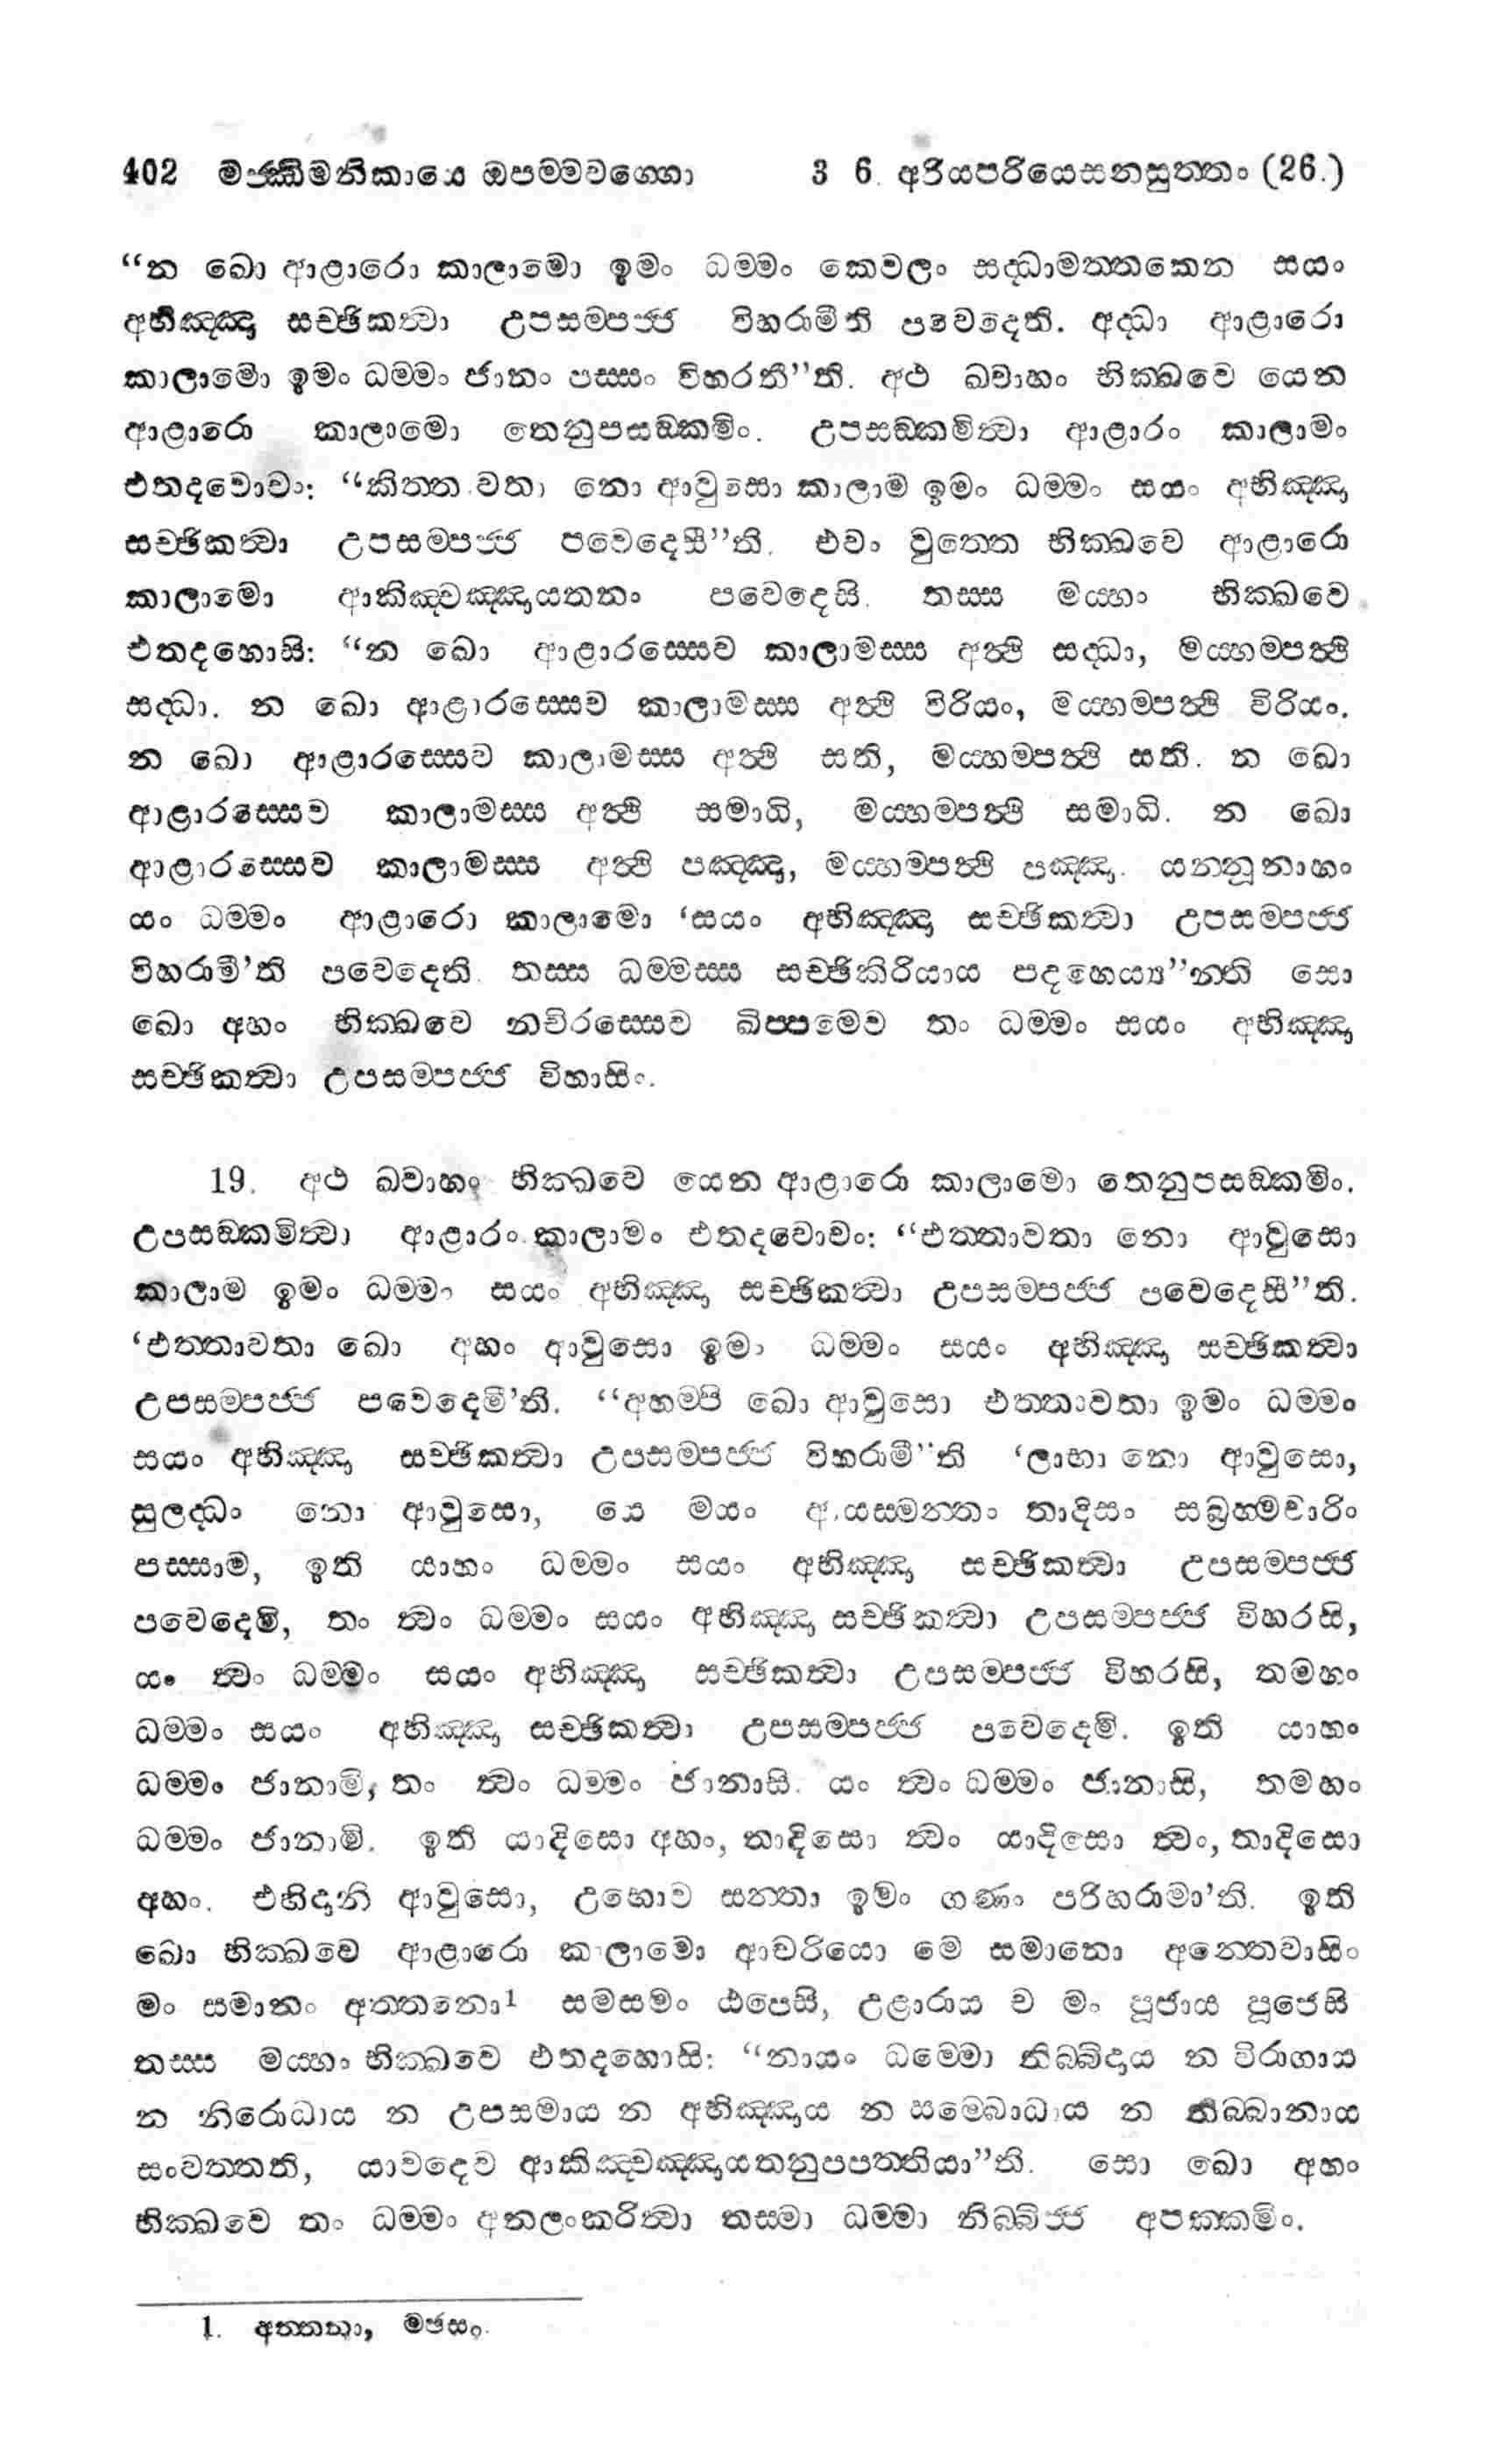 402 මජ්ඣිමනිකායෙ ඔපම්මවග්ගො 3 6. අරියපරියෙසනසුත්තං (26.)
“න ඛො ආළාරො කාලාමො ඉමං ධම්මං කෙවලං සද්ධාමත්තකෙන සයං
අභිඤ්ඤා සච්ඡිකත්වා උපසම්පජ්ජ විහරාමීති පවෙදෙති. අද්ධා ආළාරො
කාලාමො ඉමං ධම්මං ජානං පස්සං විහරතී”ති. අථ ඛ්වාහං භික්ඛවෙ යෙන
ආළාරො කාලාමො තෙනුපසඞ්කමිං. උපසඞ්කමිත්වා ආළාරං කාලාමං
එතදවොචං: “කිත්තාවතා නො ආවුසො කාලාම ඉමං ධම්මං සයං අභිඤ්ඤා
සච්ඡිකත්වා උපසම්පජ්ජ පවෙදෙසී”ති. එවං වුත්තෙ භික්ඛවෙ ආළාරො
කාලාමො ආකිඤ්චඤ්ඤායතනං පවෙදෙසි. තස්ස මය්හං භික්ඛවෙ
එතදහොසි: “න ඛො ආළාරස්සෙව කාලාමස්ස අත්ථි සද්ධා, මය්හම්පත්ථි
සද්ධා. න ඛො ආළාරස්සෙව කාලාමස්ස අත්ථි විරියං, මය්හම්පත්ථි විරියං.
න ඛො ආළාරස්සෙව කාලාමස්ස අත්ථි සති, මය්හම්පත්ථි සති. න ඛො
ආළාරස්සෙව කාලාමස්ස අත්ථි සමාධි, මය්හම්පත්ථි සමාධි. න ඛො
ආළාරස්සෙව කාලාමස්ස අත්ථි පඤ්ඤා, මය්හම්පත්ථි පඤ්ඤා. යන්නූනාහං
යං ධම්මං ආළාරො කාලාමො ‘සයං අභිඤ්ඤා සච්ඡිකත්වා උපසම්පජ්ජ
විහරාමී’ති පවෙදෙති. තස්ස ධම්මස්ස සච්ඡිකිරියාය පදහෙය්‍ය”න්ති සො
ඛො අහං භික්ඛවෙ නචිරස්සෙව ඛිප්පමෙව තං ධම්මං සයං අභිඤ්ඤා
සච්ඡිකත්වා උපසම්පජ්ජ විහාසිං.
19. අථ ඛ්වාහං භික්ඛවෙ යෙන ආළාරො කාලාමො තෙනුපසඞ්කමිං.
උපසඞ්කමිත්වා ආළාරං කාලාමං එතදවොචං: “එත්තාවතා නො ආවුසො
කාලාම ඉමං ධම්මං සයං අභිඤ්ඤා සච්ඡිකත්වා උපසම්පජ්ජ පවෙදෙසී”ති.
‘එත්තාවතා ඛො අහං ආවුසො ඉමං ධම්මං සයං අභිඤ්ඤා සච්ඡිකත්වා
උපසම්පජ්ජ පවෙදෙමී’ති. “අහම්පි ඛො ආවුසො එත්තාවතා ඉමං ධම්මං
සයං අභිඤ්ඤා සච්ඡිකත්වා උපසම්පජ්ජ විහරාමී”ති ‘ලාභා නො ආවුසො,
සුලද්ධං නො ආවුසො, යෙ මයං ආයස්මන්තං තාදිසං සබ්‍රහ්මචාරිං
පස්සාම, ඉති යාහං ධම්මං සයං අභිඤ්ඤා සච්ඡිකත්වා උපසම්පජ්ජ
පවෙදෙමි, තං ත්වං ධම්මං සයං අභිඤ්ඤා සච්ඡිකත්වා උපසම්පජ්ජ විහරසි,
යං ත්වං ධම්මං සයං අභිඤ්ඤා සච්ඡිකත්වා උපසම්පජ්ජ විහරසි, තමහං
ධම්මං සයං අභිඤ්ඤා සච්ඡිකත්වා උපසම්පජ්ජ පවෙදෙමි. ඉති යාහං
ධම්මං ජානාමි, තං ත්වං ධම්මං ජානාසි. යං ත්වං ධම්මං ජානාසි, තමහං
ධම්මං ජානාමි. ඉති යාදිසො අහං, තාදිසො ත්වං යාදිසො ත්වං, තාදිසො
අහං. එහිදානි ආවුසො, උභොව සන්තා ඉමං ගණං පරිහරාමා’ති. ඉති
ඛො භික්ඛවෙ ආළාරො කාලාමො ආචරියො මෙ සමානො අන්තෙවාසිං
මං සමානං අත්තනො1 සමසමං ඨපෙසි, උළාරාය ච මං පූජාය පූජෙසි
තස්ස මය්හං භික්ඛවෙ එතදහොසි: “නායං ධම්මො නිබ්බිදාය න විරාගාය
න නිරොධාය න උපසමාය න අභිඤ්ඤාය න සම්බොධාය න නිබ්බානාය
සංවත්තති, යාවදෙව ආකිඤ්චඤ්ඤායතනුපපත්තියා”ති. සො ඛො අහං
භික්ඛවෙ තං ධම්මං අනලංකරිත්වා තස්මා ධම්මා නිබ්බිජ්ජ අපක්කමිං.
1. අත්තනා, මජසං.